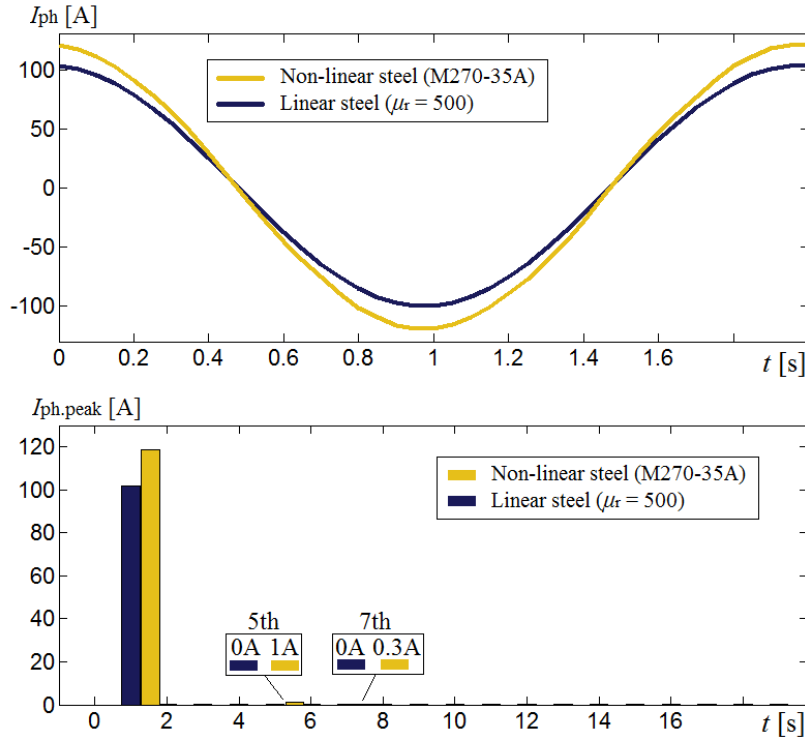 Iph [A]
100
50
0
-50
-100
Non-linear steel (M270-35A)
Linear steel (μr = 500)
0 0.2 0.4 0.6 0.8 1 1.2 1.4 1.6
t [s]
Iph.peak [A]
120
100
80
60
40
20
0
Non-linear steel (M270-35A)
Linear steel (μr = 500)
5th 7th
0A 1A 0A 0.3A
0 2 4 6 8 10 12 14 16 18
t [s]